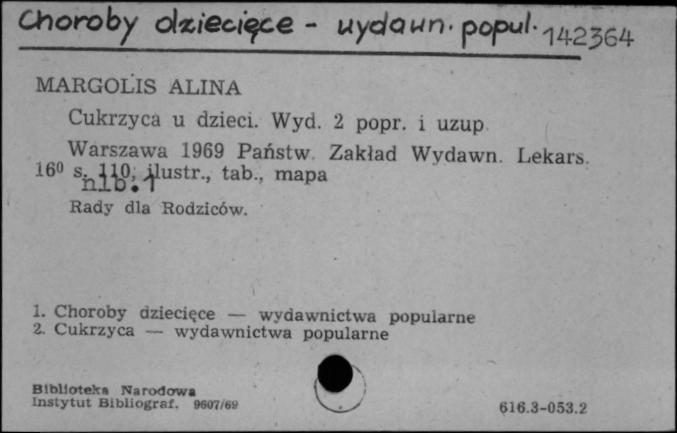 Choroby dziecięce - wydawn. popul. 142364
MARGOLIS ALINA
Cukrzyca u dzieci. Wyd. 2 popr. i uzup.
Warszawa 1969 Państw. Zakład Wydawn. Lekars.
16⁰ s. 110, nlb. 1 ilustr., tab., mapa
Rady dla Rodziców.
1. Choroby dziecięce — wydawnictwa popularne
2. Cukrzyca — wydawnictwa popularne
Biblioteka Narodowa
Instytut Bibliograf. 9607/69
616.3-053.2